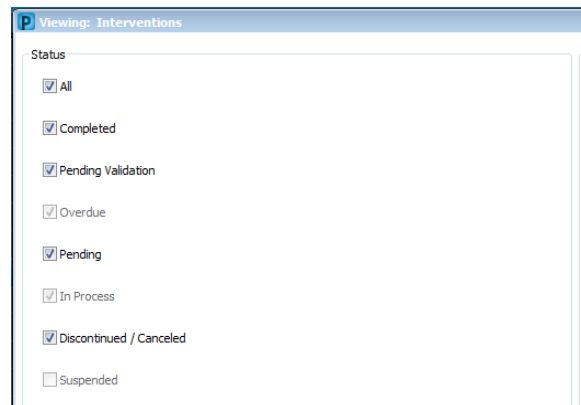 P Viewing: Interventions
Status
All
Completed
Pending Validation
Overdue
Pending
In Process
Discontinued / Canceled
Suspended